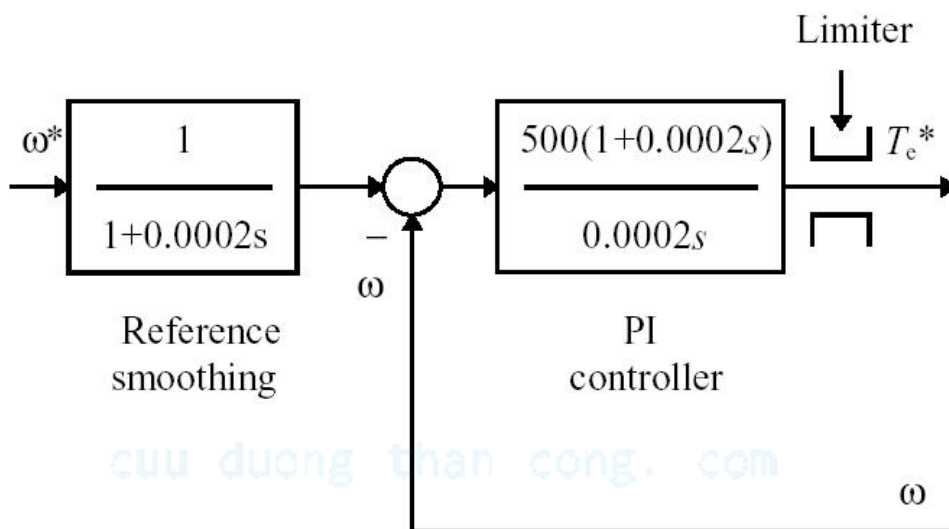 Limiter
ω*
1
1+0.0002s
500(1+0.0002s)
0.0002s
Te*
−
ω
Reference
smoothing
PI
controller
cuu duong than cong. com
ω